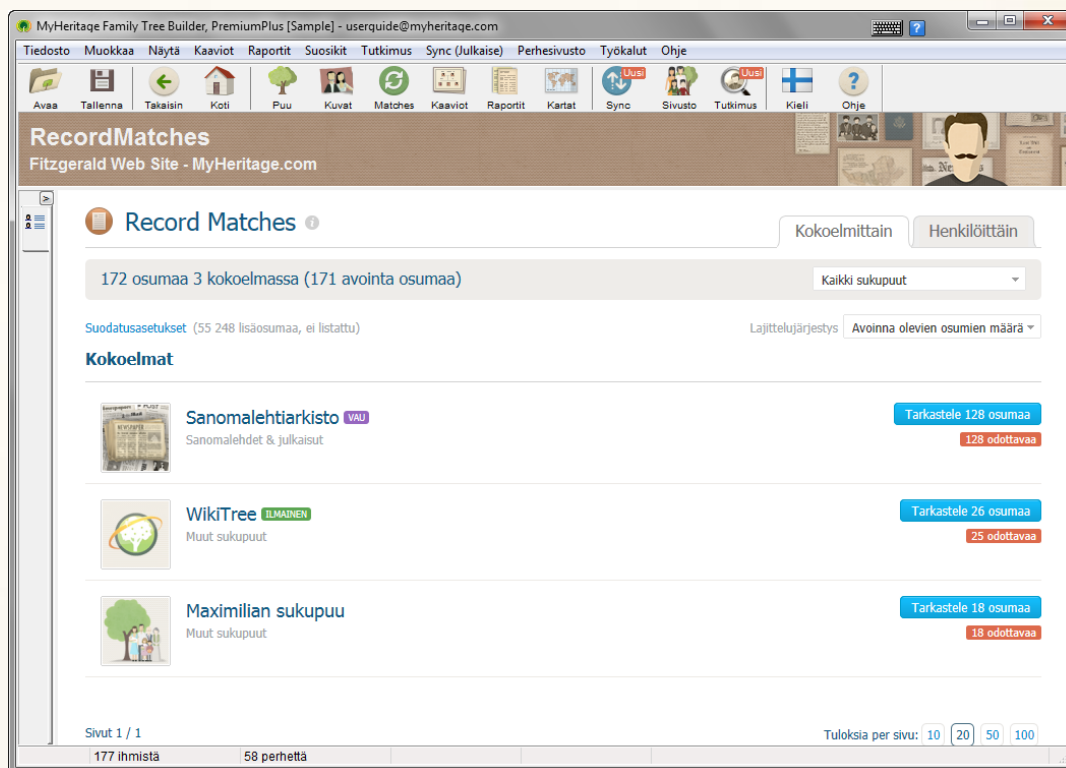 MyHeritage Family Tree Builder, PremiumPlus [Sample] - userquide@myheritage.com
Tiedosto Muokkaa Näytä Kaaviot Raportit Suosikit Tutkimus Sync (Julkaise) Perhesivusto Työkalut Ohje
Uusi Uusi
Avaa Tallenna Takaisin Koti Puu Kuvat Matches Kaaviot Raportit Kartat Sync Sivusto Tutkimus Kieli Ohje
RecordMatches
Fitzgerald Web Site - MyHeritage.com
Record Matches
Kokoelmittain Henkilöittäin
172 osumaa 3 kokoelmassa (171 avointa osumaa) Kaikki sukupuut
Suodatusasetukset (55 248 lisäosumaa, ei listattu) Lajittelujärjestys Avoinna olevien osumien määrä
Kokoelmat
Sanomalehtiarkisto VAU Tarkastele 128 osumaa
Sanomalehdet & julkaisut 128 odottavaa
WikiTree ILMAINEN Tarkastele 26 osumaa
Muut sukupuut 25 odottavaa
Maximilian sukupuu Tarkastele 18 osumaa
Muut sukupuut 18 odottavaa
Sivut 1 / 1 Tuloksia per sivu: 10 20 50 100
177 ihmistä 58 perhettä